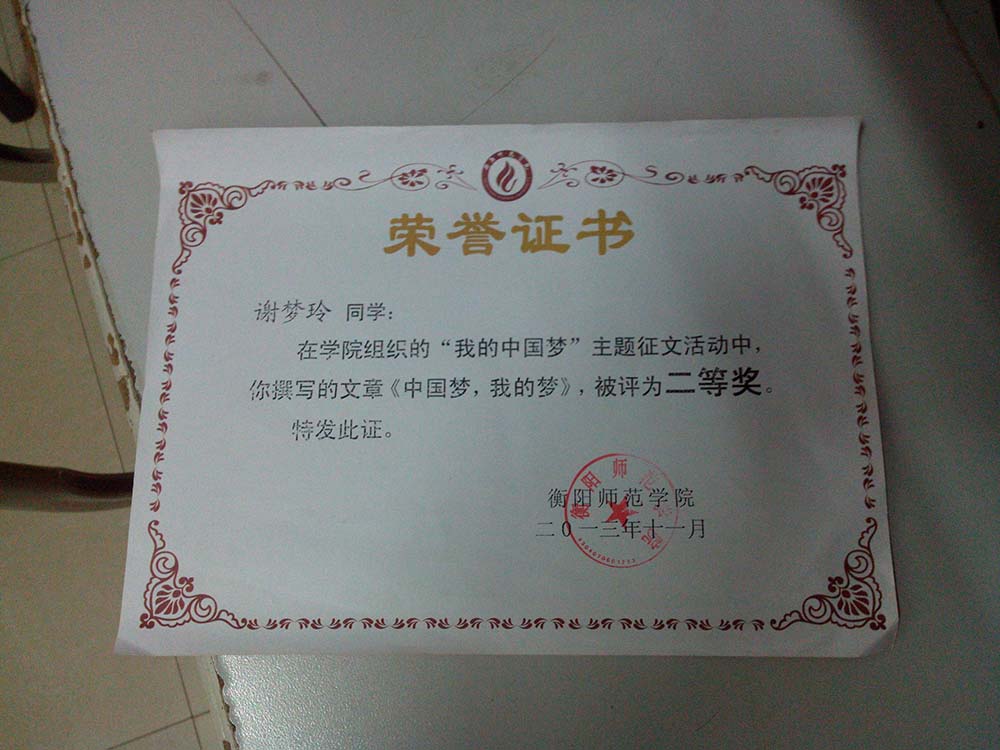 荣誉证书
谢梦玲 同学：
在学院组织的“我的中国梦”主题征文活动中，
你撰写的文章《中国梦，我的梦》，被评为二等奖。
特发此证。
衡阳师范学院
二0一三年十一月
衡阳师范学院